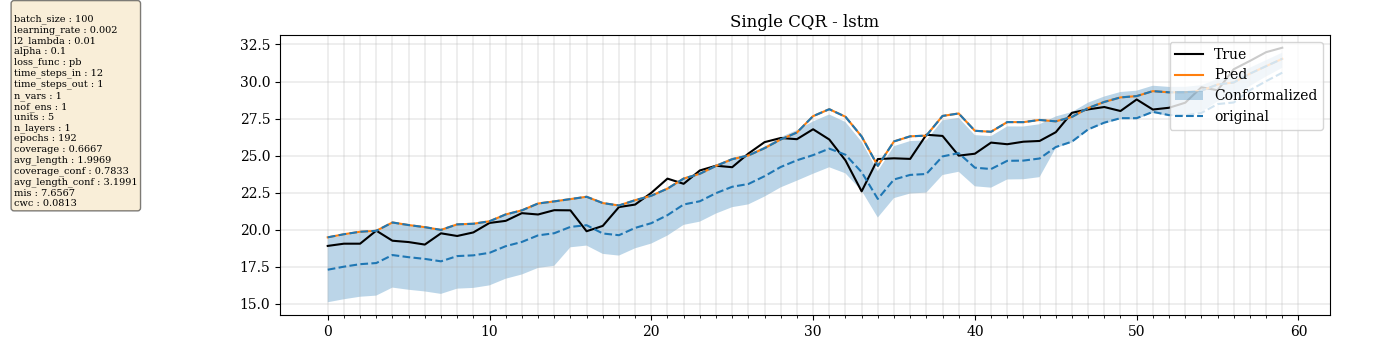 batch_size : 100
learning_rate : 0.002
l2_lambda : 0.01
alpha : 0.1
loss_func : pb
time_steps_in : 12
time_steps_out : 1
n_vars : 1
nof_ens : 1
units : 5
n_layers : 1
epochs : 192
coverage : 0.6667
avg_length : 1.9969
coverage_conf : 0.7833
avg_length_conf : 3.1991
mis : 7.6567
cwc : 0.0813
Single CQR - lstm
32.5
30.0
27.5
25.0
22.5
20.0
17.5
15.0
0 10 20 30 40 50 60
True
Pred
Conformalized
original